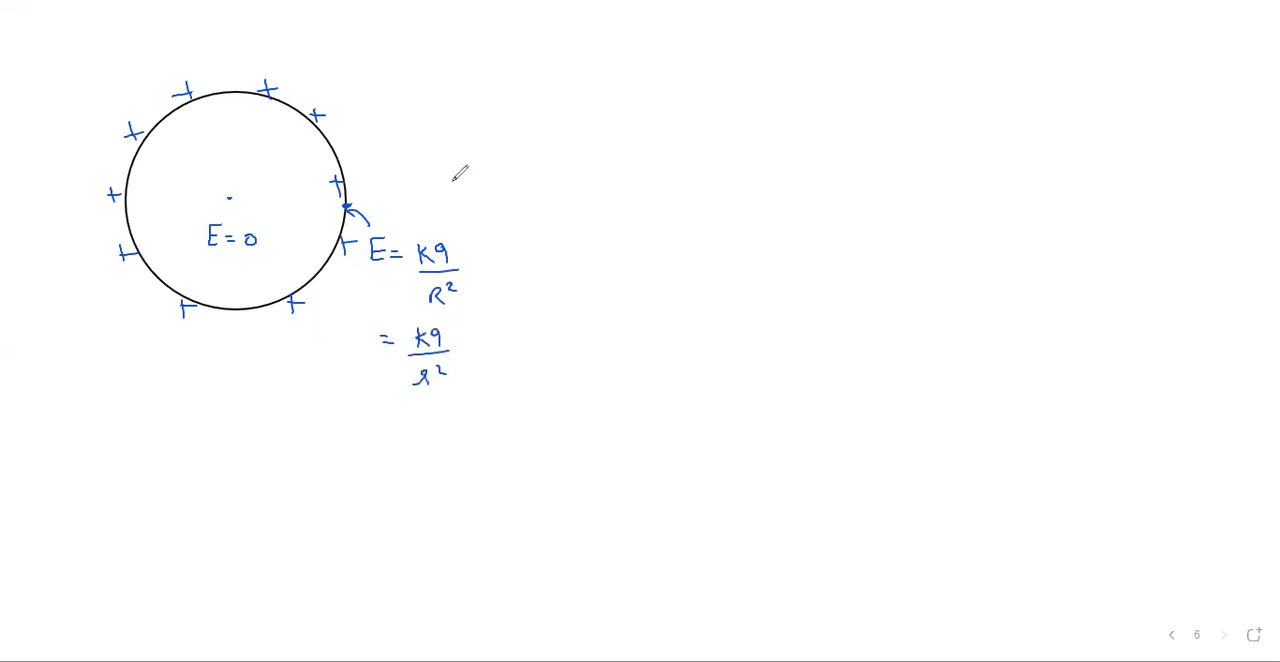 + + + + + + + + + +
E = 0
E = kq / R²
= kq / r²
6